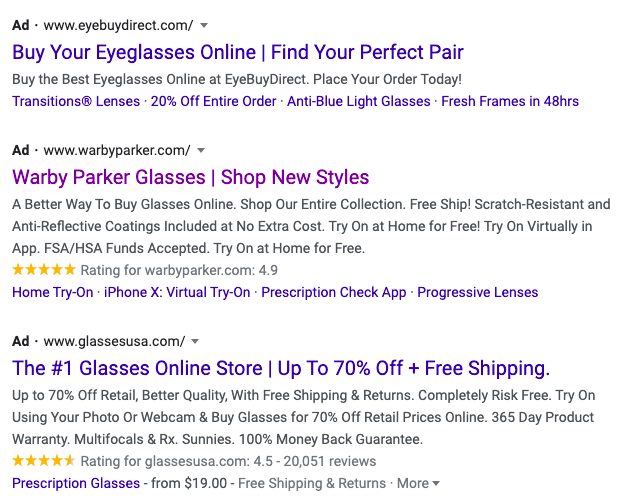 Ad · www.eyebuydirect.com/
Buy Your Eyeglasses Online | Find Your Perfect Pair
Buy the Best Eyeglasses Online at EyeBuyDirect. Place Your Order Today!
Transitions® Lenses · 20% Off Entire Order · Anti-Blue Light Glasses · Fresh Frames in 48hrs
Ad · www.warbyparker.com/
Warby Parker Glasses | Shop New Styles
A Better Way To Buy Glasses Online. Shop Our Entire Collection. Free Ship! Scratch-Resistant and
Anti-Reflective Coatings Included at No Extra Cost. Try On at Home for Free! Try On Virtually in
App. FSA/HSA Funds Accepted. Try On at Home for Free.
Rating for warbyparker.com: 4.9
Home Try-On · iPhone X: Virtual Try-On · Prescription Check App · Progressive Lenses
Ad · www.glassesusa.com/
The #1 Glasses Online Store | Up To 70% Off + Free Shipping.
Up to 70% Off Retail, Better Quality, With Free Shipping & Returns. Completely Risk Free. Try On
Using Your Photo Or Webcam & Buy Glasses for 70% Off Retail Prices Online. 365 Day Product
Warranty. Multifocals & Rx. Sunnies. 100% Money Back Guarantee.
Rating for glassesusa.com: 4.5 - 20,051 reviews
Prescription Glasses - from $19.00 - Free Shipping & Returns · More